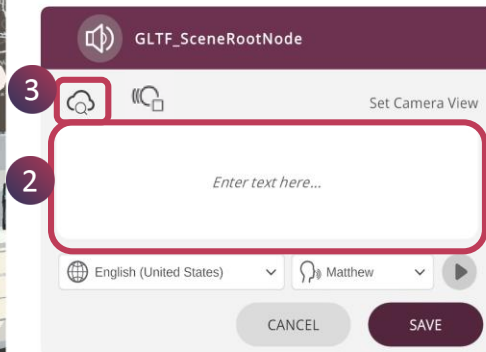 GLTF_SceneRootNode
3
Set Camera View
2
Enter text here...
English (United States)
Matthew
CANCEL
SAVE